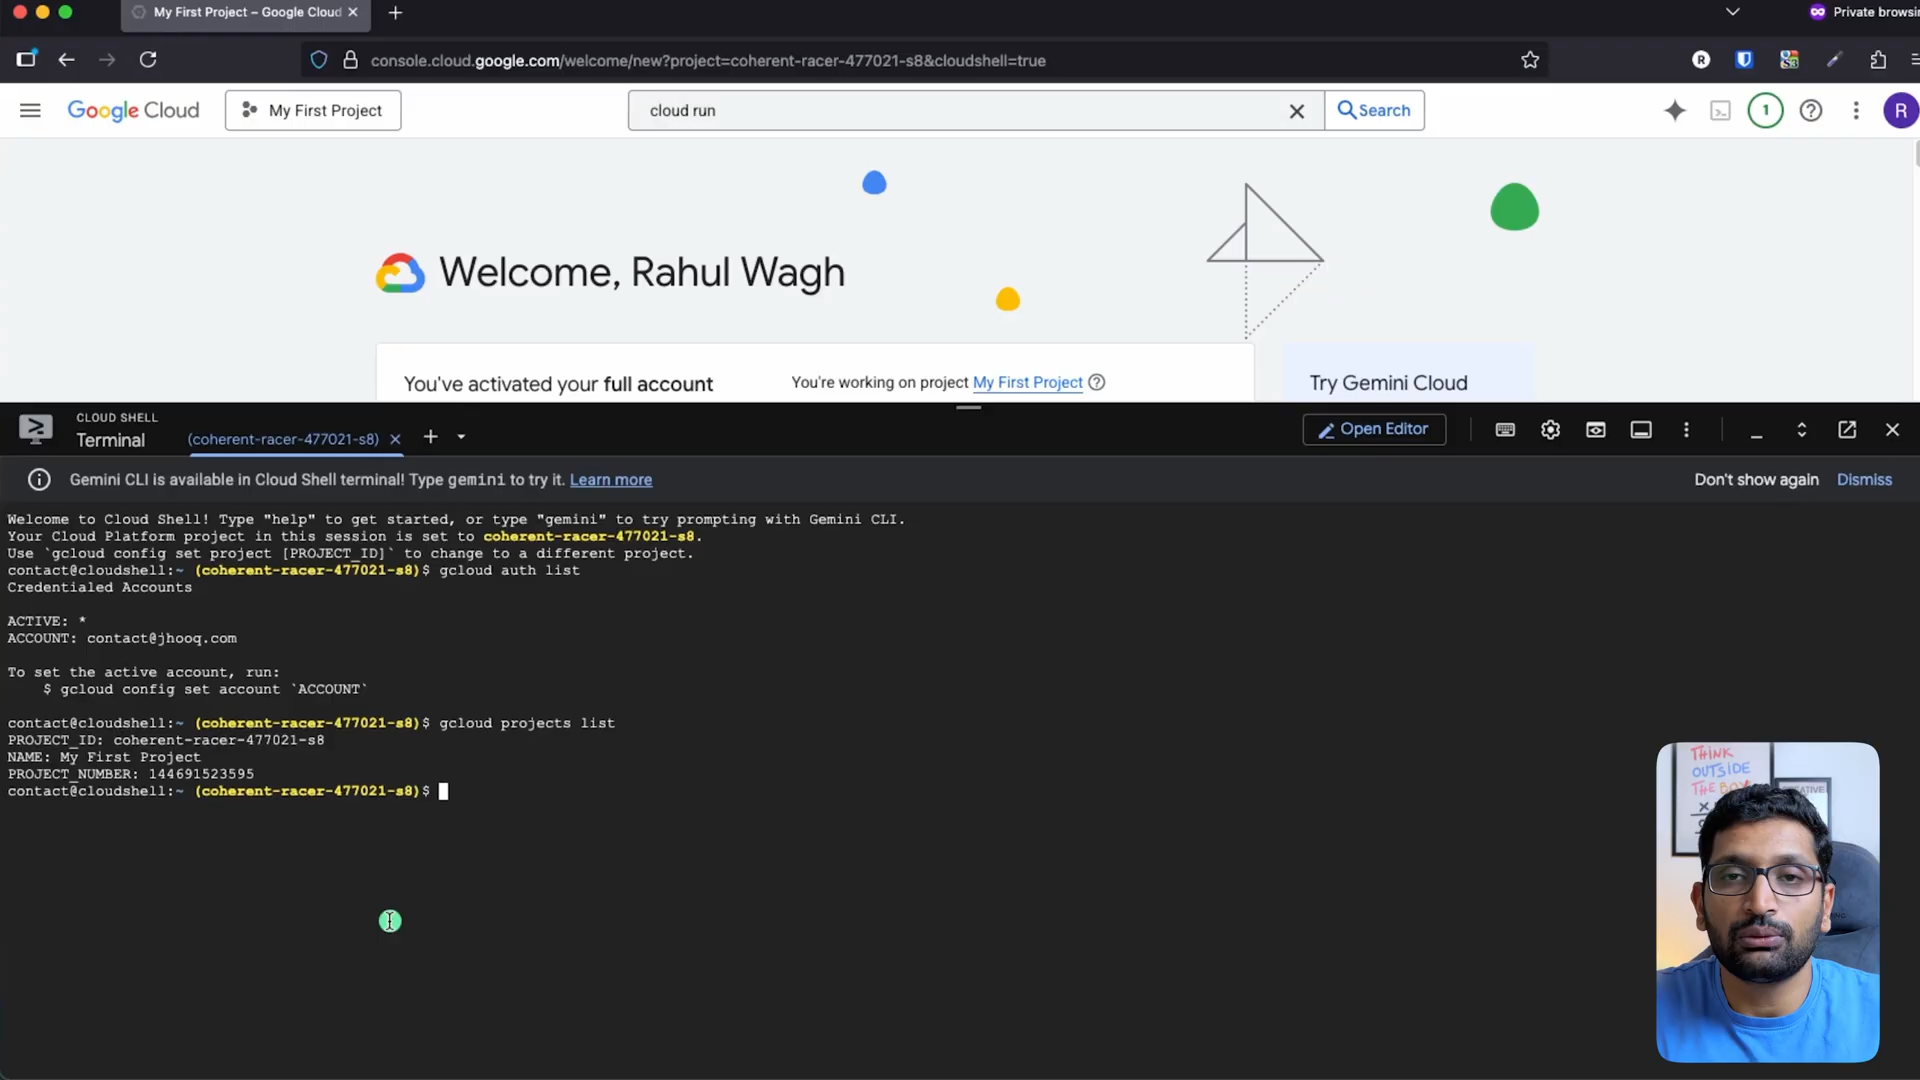 My First Project – Google Cloud
Private browsin
console.cloud.google.com/welcome/new?project=coherent-racer-477021-s8&cloudshell=true
R
Google Cloud
My First Project
cloud run
Search
1
R
Welcome, Rahul Wagh
You've activated your full account
You're working on project My First Project
Try Gemini Cloud
CLOUD SHELL
Terminal
(coherent-racer-477021-s8)
Open Editor
Gemini CLI is available in Cloud Shell terminal! Type gemini to try it. Learn more
Don't show again
Dismiss
Welcome to Cloud Shell! Type "help" to get started, or type "gemini" to try prompting with Gemini CLI.
Your Cloud Platform project in this session is set to coherent-racer-477021-s8.
Use `gcloud config set project [PROJECT_ID]` to change to a different project.
contact@cloudshell:~ (coherent-racer-477021-s8)$ gcloud auth list
Credentialed Accounts
ACTIVE: *
ACCOUNT: contact@jhooq.com
To set the active account, run:
$ gcloud config set account `ACCOUNT`
contact@cloudshell:~ (coherent-racer-477021-s8)$ gcloud projects list
PROJECT_ID: coherent-racer-477021-s8
NAME: My First Project
PROJECT_NUMBER: 144691523595
contact@cloudshell:~ (coherent-racer-477021-s8)$
THINK
OUTSIDE
THE BOX